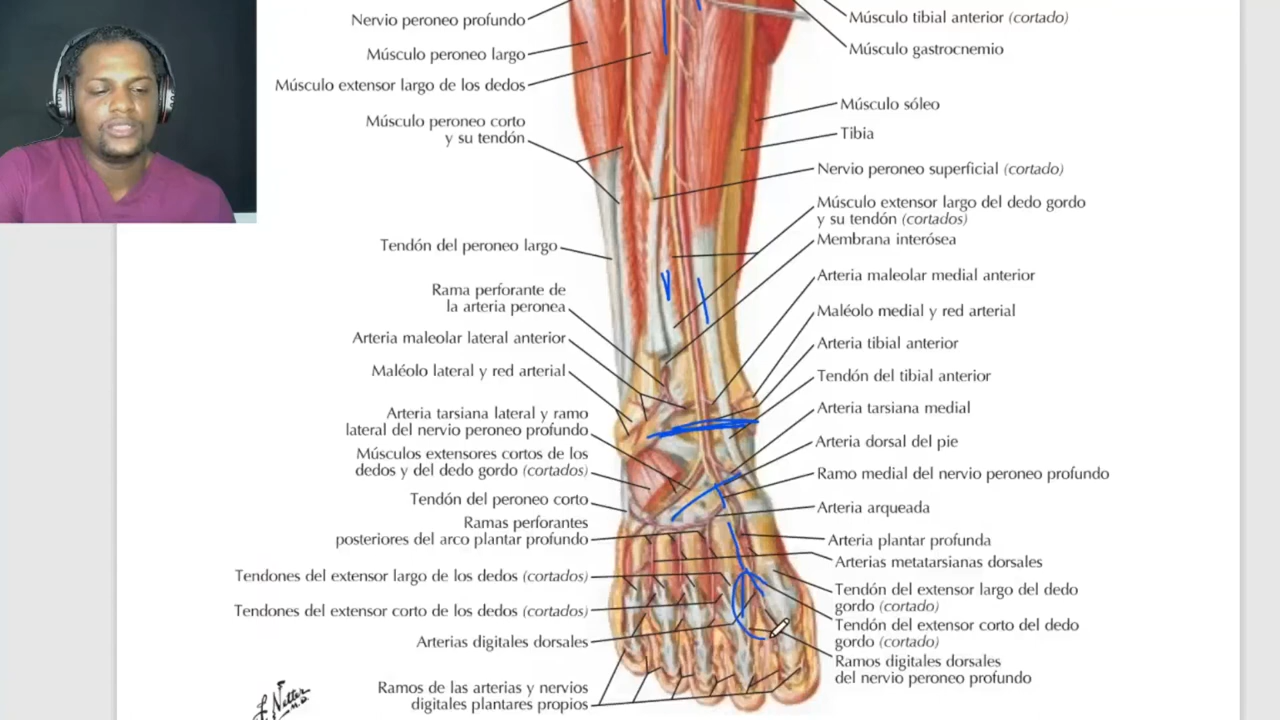 Nervio peroneo profundo
Músculo peroneo largo
Músculo extensor largo de los dedos
Músculo peroneo corto
y su tendón
Tendón del peroneo largo
Rama perforante de
la arteria peronea
Arteria maleolar lateral anterior
Maléolo lateral y red arterial
Arteria tarsiana lateral y ramo
lateral del nervio peroneo profundo
Músculos extensores cortos de los
dedos y del dedo gordo (cortados)
Tendón del peroneo corto
Ramas perforantes
posteriores del arco plantar profundo
Tendones del extensor largo de los dedos (cortados)
Tendones del extensor corto de los dedos (cortados)
Arterias digitales dorsales
Ramos de las arterias y nervios
digitales plantares propios
Músculo tibial anterior (cortado)
Músculo gastrocnemio
Músculo sóleo
Tibia
Nervio peroneo superficial (cortado)
Músculo extensor largo del dedo gordo
y su tendón (cortados)
Membrana interósea
Arteria maleolar medial anterior
Maléolo medial y red arterial
Arteria tibial anterior
Tendón del tibial anterior
Arteria tarsiana medial
Arteria dorsal del pie
Ramo medial del nervio peroneo profundo
Arteria arqueada
Arteria plantar profunda
Arterias metatarsianas dorsales
Tendón del extensor largo del dedo
gordo (cortado)
Tendón del extensor corto del dedo
gordo (cortado)
Ramos digitales dorsales
del nervio peroneo profundo
F. Netter
M.D.